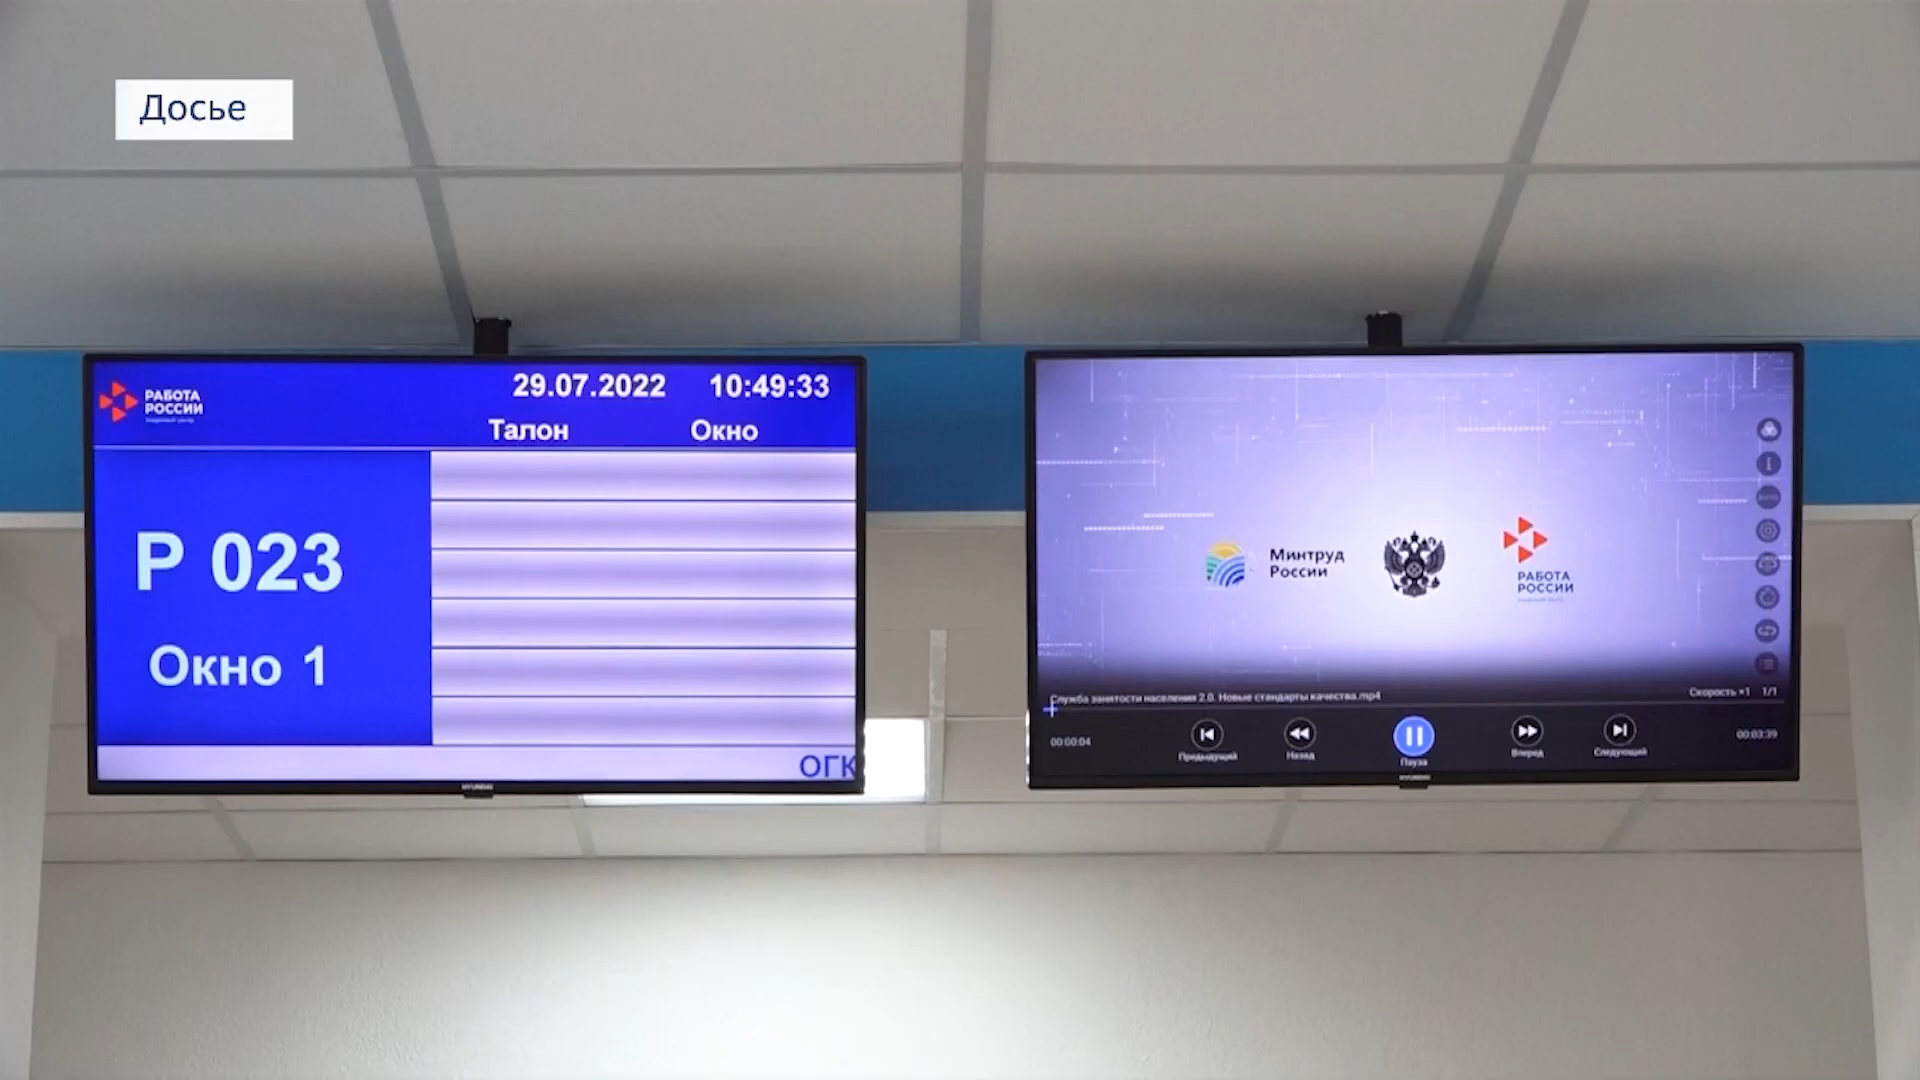 Досье
РАБОТА
РОССИИ
29.07.2022 10:49:33
Талон Окно
Р 023
Окно 1
ОГК
HYUNDAI
Минтруд
России
РАБОТА
РОССИИ
Служба занятости населения 2.0. Новые стандарты качества.mp4
Скорость ×1 1/1
00:00:04
Предыдущий
Назад
Пауза
Вперед
Следующий
00:03:39
HYUNDAI